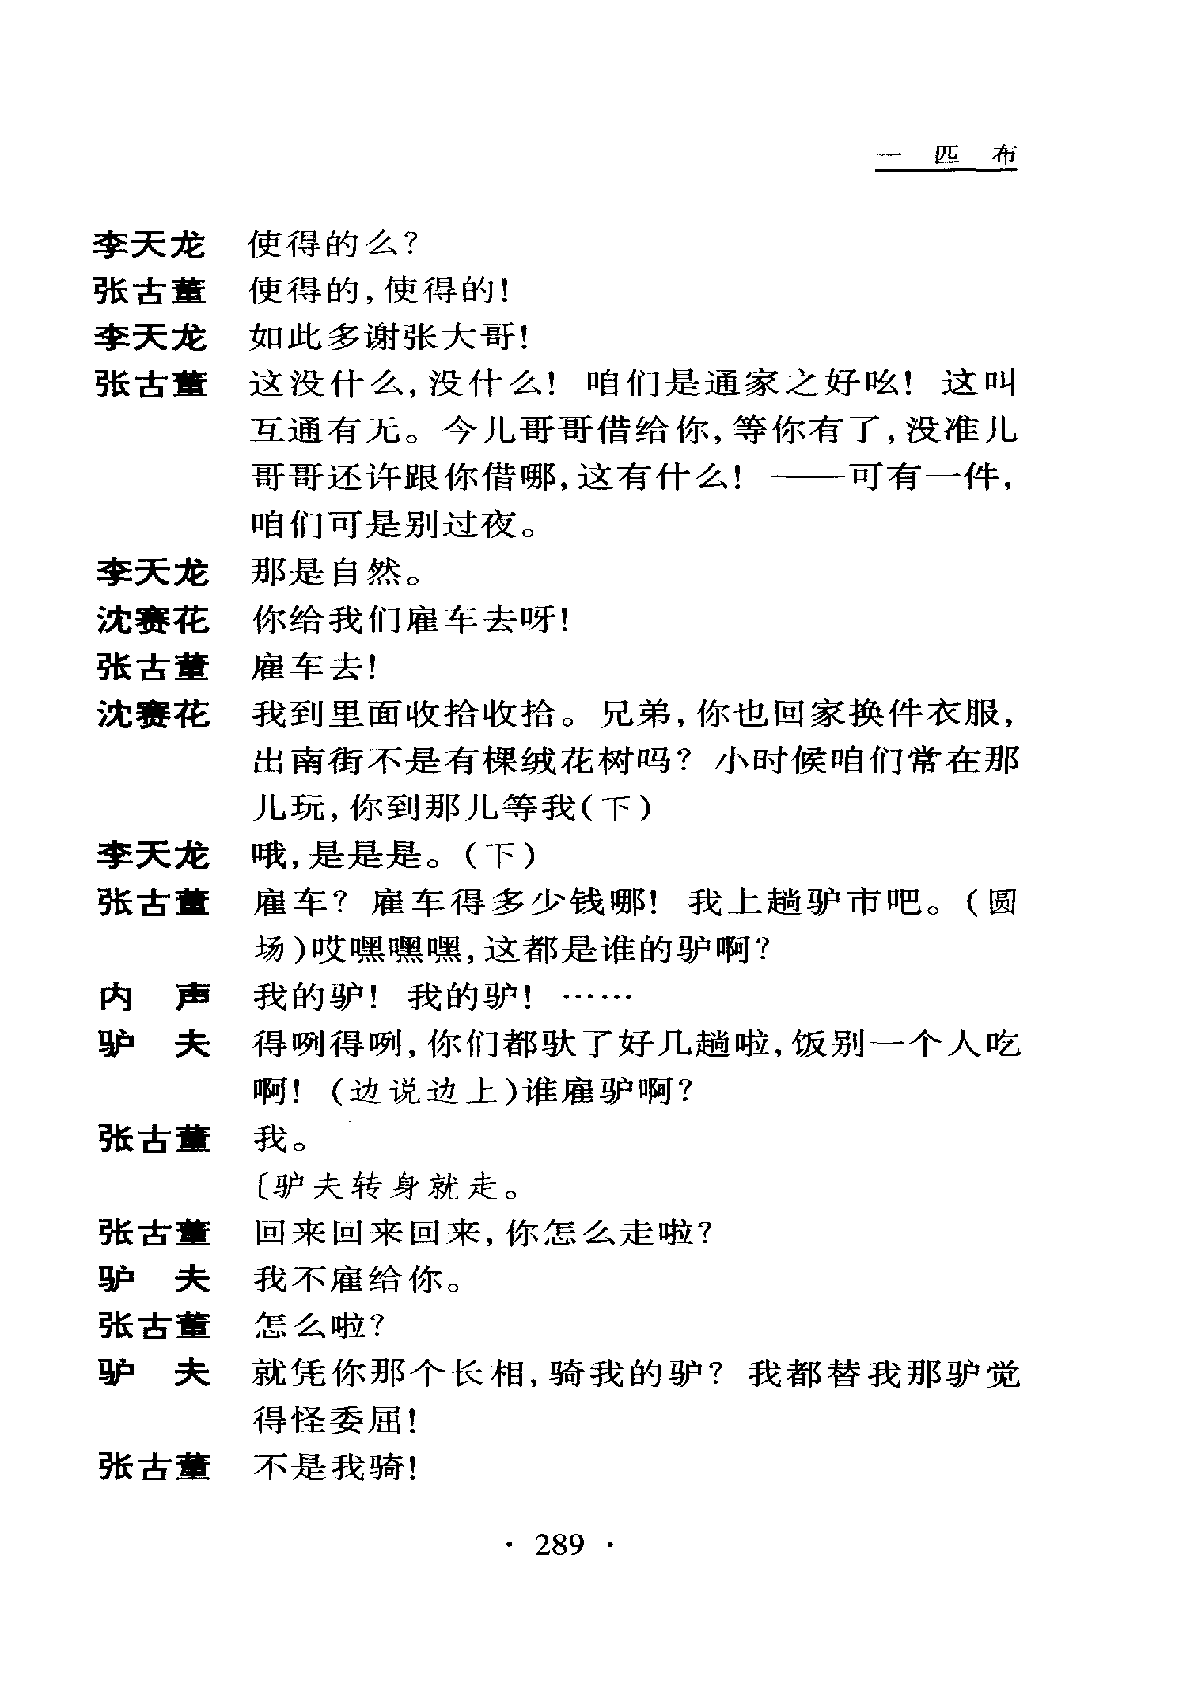 一匹布
李天龙 使得的么?
张古董 使得的,使得的!
李天龙 如此多谢张大哥!
张古董 这没什么,没什么! 咱们是通家之好吆! 这叫
互通有无。今儿哥哥借给你,等你有了,没准儿
哥哥还许跟你借哪,这有什么! ——可有一件,
咱们可是别过夜。
李天龙 那是自然。
沈赛花 你给我们雇车去呀!
张古董 雇车去!
沈赛花 我到里面收拾收拾。兄弟,你也回家换件衣服,
出南街不是有棵绒花树吗? 小时候咱们常在那
儿玩,你到那儿等我(下)
李天龙 哦,是是是。(下)
张古董 雇车? 雇车得多少钱哪! 我上趟驴市吧。(圆
场)哎嘿嘿嘿,这都是谁的驴啊?
内 声 我的驴! 我的驴! ……
驴 夫 得咧得咧,你们都驮了好几趟啦,饭别一个人吃
啊! (边说边上)谁雇驴啊?
张古董 我。
〔驴夫转身就走。
张古董 回来回来回来,你怎么走啦?
驴 夫 我不雇给你。
张古董 怎么啦?
驴 夫 就凭你那个长相,骑我的驴? 我都替我那驴觉
得怪委屈!
张古董 不是我骑!
· 289 ·